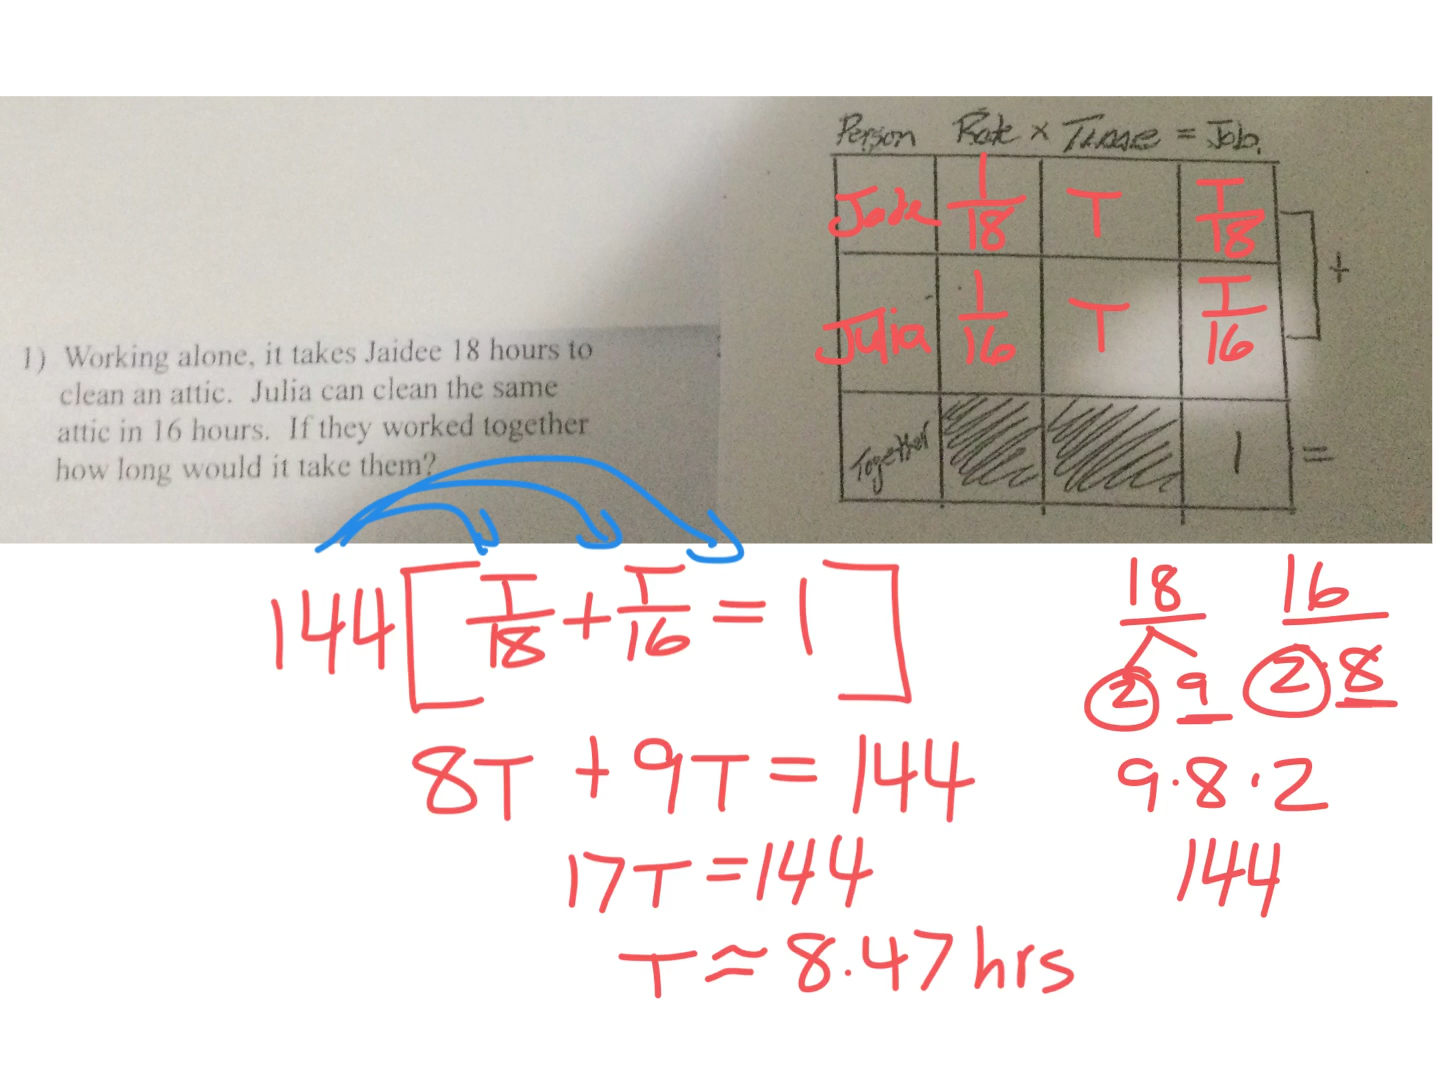 Person Rate × Time = Job.
Jade 1/18 T T/18
+
Julia 1/16 T T/16
Together 1 =
1) Working alone, it takes Jaidee 18 hours to
clean an attic. Julia can clean the same
attic in 16 hours. If they worked together
how long would it take them?
144[T/18 + T/16 = 1]
8T + 9T = 144
17T = 144
T ≈ 8.47 hrs
18 16
2 9 2·8
9·8·2
144